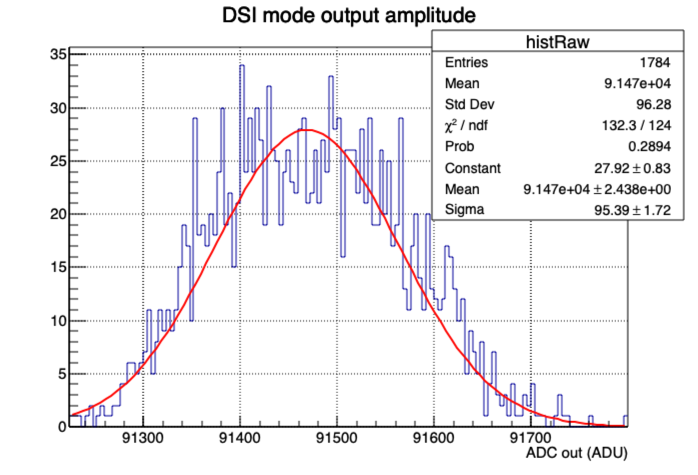 DSI mode output amplitude
histRaw
Entries 1784
Mean 9.147e+04
Std Dev 96.28
χ² / ndf 132.3 / 124
Prob 0.2894
Constant 27.92 ± 0.83
Mean 9.147e+04 ± 2.438e+00
Sigma 95.39 ± 1.72
35
30
25
20
15
10
5
0
91300 91400 91500 91600 91700
ADC out (ADU)